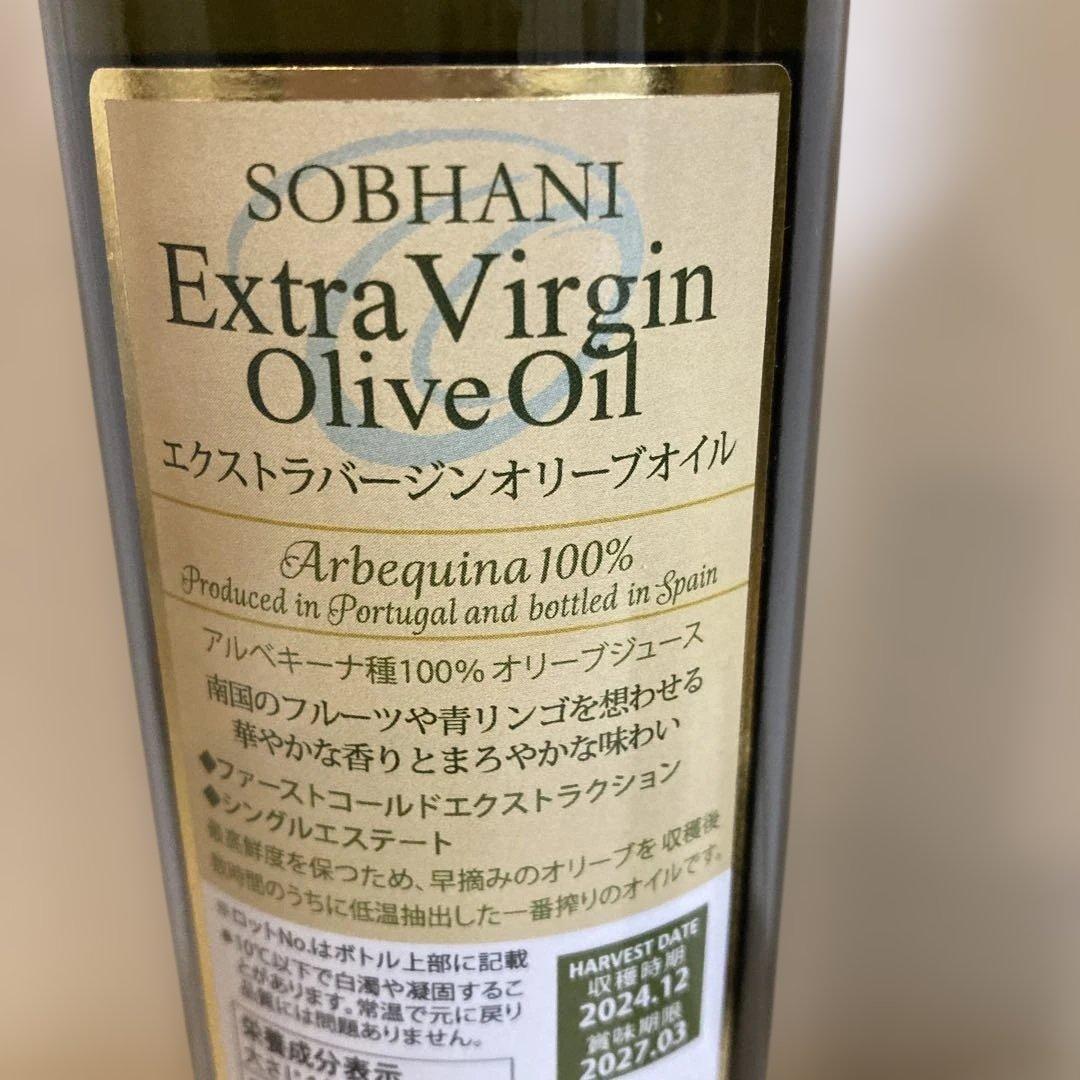 SOBHANI
Extra Virgin
Olive Oil
エクストラバージンオリーブオイル
Arbequina 100%
Produced in Portugal and bottled in Spain
アルベキーナ種100% オリーブジュース
南国のフルーツや青リンゴを想わせる
華やかな香りとまろやかな味わい
◆ファーストコールドエクストラクション
◆シングルエステート
最高鮮度を保つため、早摘みのオリーブを収穫後
数時間のうちに低温抽出した一番搾りのオイルです。
※ロットNo.はボトル上部に記載
※10℃以下で白濁や凝固するこ
とがあります。常温で元に戻り
品質には問題ありません。
栄養成分表示
HARVEST DATE
収穫時期
2024.12
賞味期限
2027.03